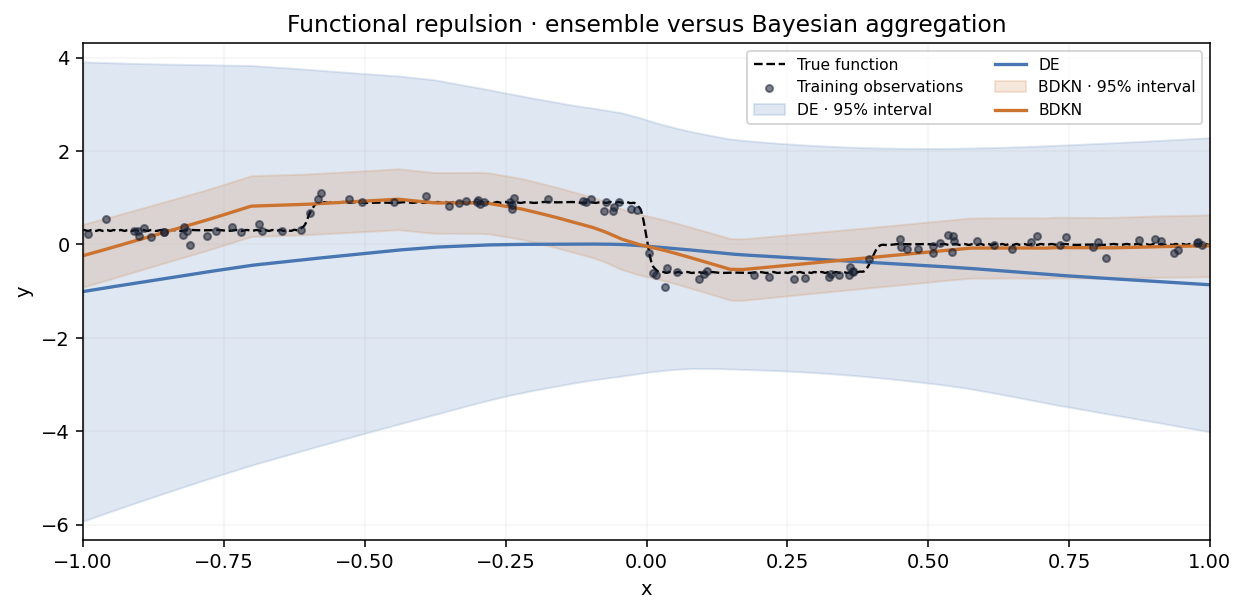 Functional repulsion · ensemble versus Bayesian aggregation
True function
Training observations
DE · 95% interval
DE
BDKN · 95% interval
BDKN
y
4
2
0
−2
−4
−6
−1.00 −0.75 −0.50 −0.25 0.00 0.25 0.50 0.75 1.00
x